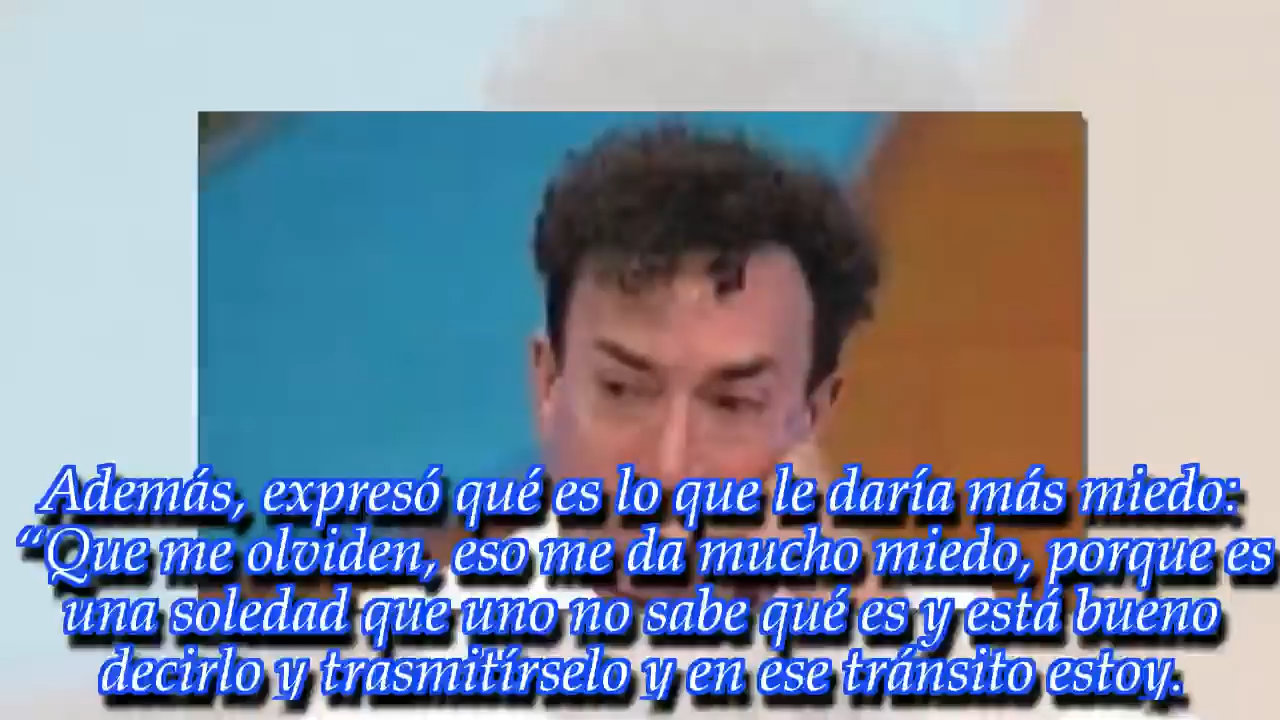 Además, expresó qué es lo que le daría más miedo:
“Que me olviden, eso me da mucho miedo, porque es
una soledad que uno no sabe qué es y está bueno
decirlo y trasmitírselo y en ese tránsito estoy.